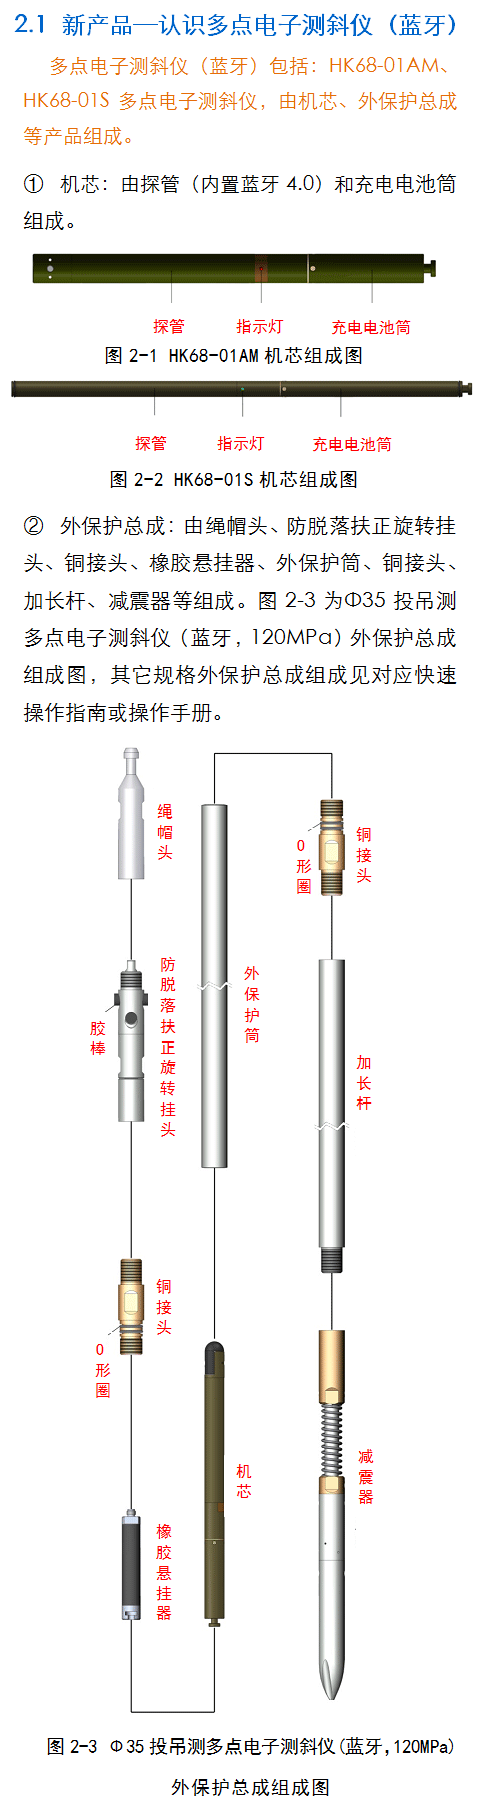 2.1 新产品—认识多点电子测斜仪（蓝牙）
多点电子测斜仪（蓝牙）包括：HK68-01AM、
HK68-01S 多点电子测斜仪，由机芯、外保护总成
等产品组成。
① 机芯：由探管（内置蓝牙 4.0）和充电电池筒
组成。
探管 指示灯 充电电池筒
图 2-1 HK68-01AM 机芯组成图
探管 指示灯 充电电池筒
图 2-2 HK68-01S 机芯组成图
② 外保护总成：由绳帽头、防脱落扶正旋转挂
头、铜接头、橡胶悬挂器、外保护筒、铜接头、
加长杆、减震器等组成。图 2-3 为Φ35 投吊测
多点电子测斜仪（蓝牙，120MPa）外保护总成
组成图，其它规格外保护总成组成见对应快速
操作指南或操作手册。
绳帽头
防脱落扶正旋转挂头
胶棒
铜接头
O形圈
橡胶悬挂器
机芯
外保护筒
铜接头
O形圈
加长杆
减震器
图 2-3 Φ35 投吊测多点电子测斜仪(蓝牙,120MPa)
外保护总成组成图